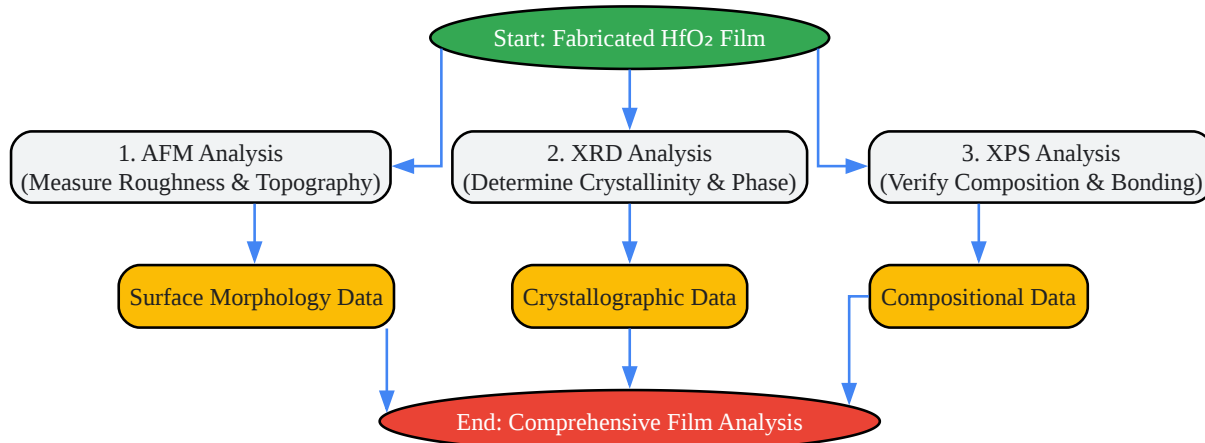 Start: Fabricated HfO₂ Film
1. AFM Analysis
(Measure Roughness & Topography)
2. XRD Analysis
(Determine Crystallinity & Phase)
3. XPS Analysis
(Verify Composition & Bonding)
Surface Morphology Data
Crystallographic Data
Compositional Data
End: Comprehensive Film Analysis